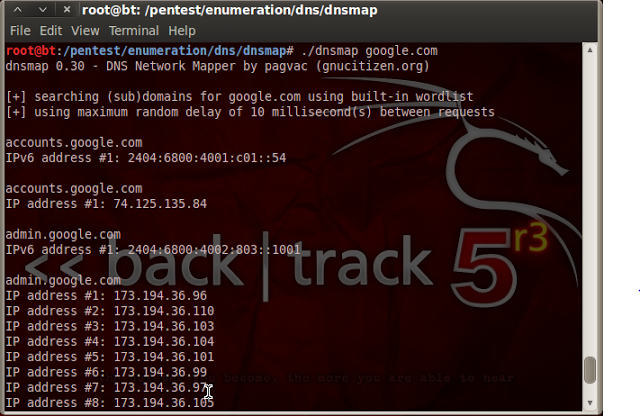 root@bt: /pentest/enumeration/dns/dnsmap
File Edit View Terminal Help
root@bt:/pentest/enumeration/dns/dnsmap# ./dnsmap google.com
dnsmap 0.30 - DNS Network Mapper by pagvac (gnucitizen.org)
[+] searching (sub)domains for google.com using built-in wordlist
[+] using maximum random delay of 10 millisecond(s) between requests
accounts.google.com
IPv6 address #1: 2404:6800:4001:c01::54
accounts.google.com
IP address #1: 74.125.135.84
admin.google.com
IPv6 address #1: 2404:6800:4002:803::1001
admin.google.com
IP address #1: 173.194.36.96
IP address #2: 173.194.36.110
IP address #3: 173.194.36.103
IP address #4: 173.194.36.104
IP address #5: 173.194.36.101
IP address #6: 173.194.36.99
IP address #7: 173.194.36.97
IP address #8: 173.194.36.105
<< back | track 5 r3
become, the more you are able to hear